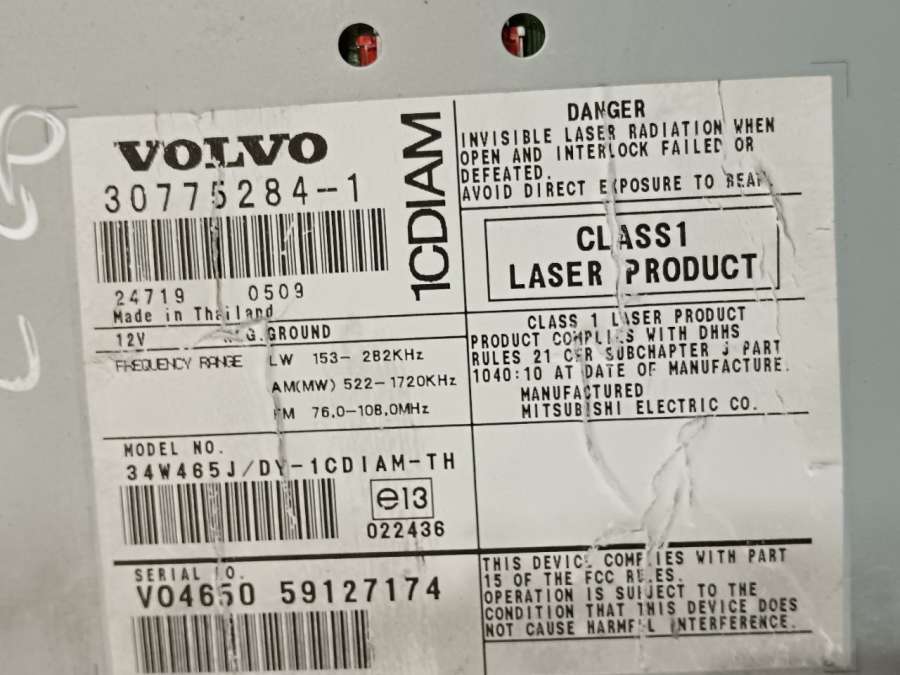 VOLVO
30775284-1
1CDIAM
24719 0509
Made in Thailand
12V G.GROUND
FREQUENCY RANGE LW 153-282KHz
AM(MW) 522-1720KHz
FM 76.0-108.0MHz
MODEL NO.
34W465J/DY-1CDIAM-TH
e13
022436
SERIAL NO.
V04650 59127174
DANGER
INVISIBLE LASER RADIATION WHEN
OPEN AND INTERLOCK FAILED OR
DEFEATED.
AVOID DIRECT EXPOSURE TO BEAM
CLASS1
LASER PRODUCT
CLASS 1 LASER PRODUCT
PRODUCT COMPLIES WITH DHHS
RULES 21 CFR SUBCHAPTER J PART
1040:10 AT DATE OF MANUFACTURE.
MANUFACTURED
MITSUBISHI ELECTRIC CO.
THIS DEVICE COMPLIES WITH PART
15 OF THE FCC RULES.
OPERATION IS SUBJECT TO THE
CONDITION THAT THIS DEVICE DOES
NOT CAUSE HARMFUL INTERFERENCE.